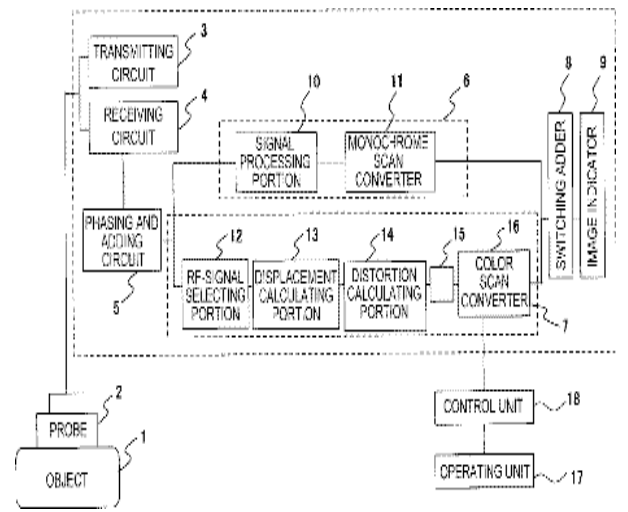 3
TRANSMITTING
CIRCUIT
4
RECEIVING
CIRCUIT
10
11
6
8
9
SIGNAL
PROCESSING
PORTION
MONOCHROME
SCAN
CONVERTER
SWITCHING ADDER
IMAGE INDICATOR
PHASING AND
ADDING
CIRCUIT
5
12
13
14
15
16
RF-SIGNAL
SELECTING
PORTION
DISPLACEMENT
CALCULATING
PORTION
DISTORTION
CALCULATING
PORTION
COLOR
SCAN
CONVERTER
7
2
PROBE
1
OBJECT
CONTROL UNIT
18
OPERATING UNIT
17